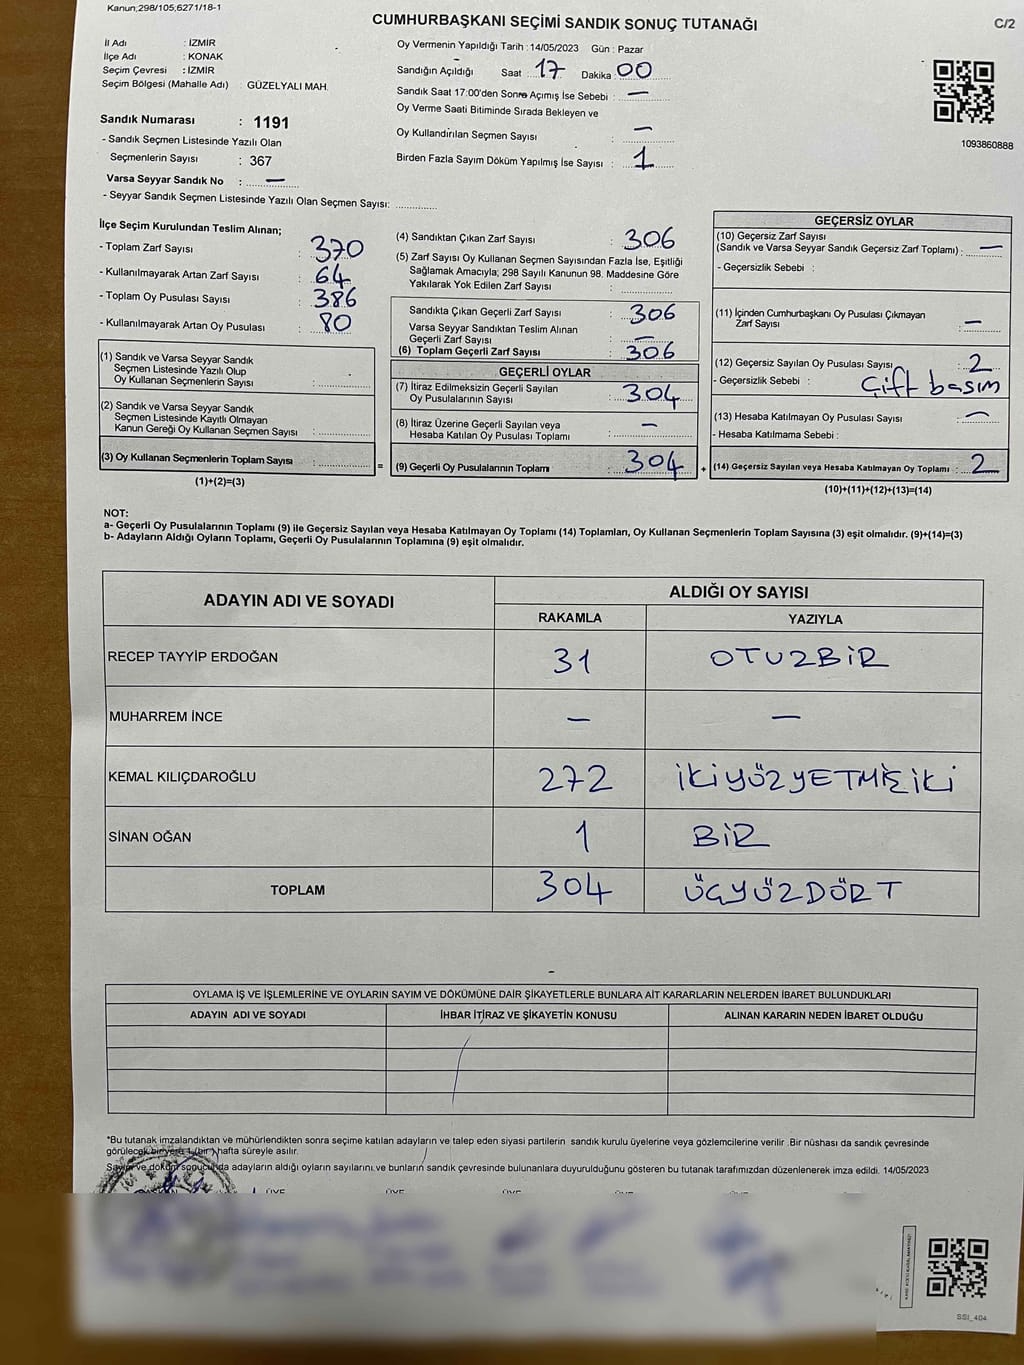 Kanun;298/105;6271/18-1
CUMHURBAŞKANI SEÇİMİ SANDIK SONUÇ TUTANAĞI
C/2
İl Adı : İZMİR
İlçe Adı : KONAK
Seçim Çevresi : İZMİR
Seçim Bölgesi (Mahalle Adı) : GÜZELYALI MAH.
Sandık Numarası : 1191
- Sandık Seçmen Listesinde Yazılı Olan
Seçmenlerin Sayısı : 367
Varsa Seyyar Sandık No : —
- Seyyar Sandık Seçmen Listesinde Yazılı Olan Seçmen Sayısı:
Oy Vermenin Yapıldığı Tarih : 14/05/2023 Gün : Pazar
Sandığın Açıldığı Saat : 17 Dakika : 00
Sandık Saat 17:00'den Sonra Açımış İse Sebebi : —
Oy Verme Saati Bitiminde Sırada Bekleyen ve
Oy Kullandırılan Seçmen Sayısı : —
Birden Fazla Sayım Döküm Yapılmış İse Sayısı : 1
1093860888
İlçe Seçim Kurulundan Teslim Alınan;
- Toplam Zarf Sayısı : 370
- Kullanılmayarak Artan Zarf Sayısı : 64
- Toplam Oy Pusulası Sayısı : 386
- Kullanılmayarak Artan Oy Pusulası : 80
(1) Sandık ve Varsa Seyyar Sandık
Seçmen Listesinde Yazılı Olup
Oy Kullanan Seçmenlerin Sayısı :
(2) Sandık ve Varsa Seyyar Sandık
Seçmen Listesinde Kayıtlı Olmayan
Kanun Gereği Oy Kullanan Seçmen Sayısı :
(3) Oy Kullanan Seçmenlerin Toplam Sayısı :
(1)+(2)=(3)
(4) Sandıktan Çıkan Zarf Sayısı : 306
(5) Zarf Sayısı Oy Kullanan Seçmen Sayısından Fazla İse, Eşitliği
Sağlamak Amacıyla; 298 Sayılı Kanunun 98. Maddesine Göre
Yakılarak Yok Edilen Zarf Sayısı :
Sandıkta Çıkan Geçerli Zarf Sayısı : 306
Varsa Seyyar Sandıktan Teslim Alınan
Geçerli Zarf Sayısı : —
(6) Toplam Geçerli Zarf Sayısı : 306
GEÇERLİ OYLAR
(7) İtiraz Edilmeksizin Geçerli Sayılan
Oy Pusulalarının Sayısı : 304
(8) İtiraz Üzerine Geçerli Sayılan veya
Hesaba Katılan Oy Pusulası Toplamı : —
= (9) Geçerli Oy Pusulalarının Toplamı : 304 +
GEÇERSİZ OYLAR
(10) Geçersiz Zarf Sayısı
(Sandık ve Varsa Seyyar Sandık Geçersiz Zarf Toplamı) : —
- Geçersizlik Sebebi :
(11) İçinden Cumhurbaşkanı Oy Pusulası Çıkmayan
Zarf Sayısı : —
(12) Geçersiz Sayılan Oy Pusulası Sayısı : 2
- Geçersizlik Sebebi : Çift basım
(13) Hesaba Katılmayan Oy Pusulası Sayısı : —
- Hesaba Katılmama Sebebi :
(14) Geçersiz Sayılan veya Hesaba Katılmayan Oy Toplamı : 2
(10)+(11)+(12)+(13)=(14)
NOT:
a- Geçerli Oy Pusulalarının Toplamı (9) ile Geçersiz Sayılan veya Hesaba Katılmayan Oy Toplamı (14) Toplamları, Oy Kullanan Seçmenlerin Toplam Sayısına (3) eşit olmalıdır. (9)+(14)=(3)
b- Adayların Aldığı Oyların Toplamı, Geçerli Oy Pusulalarının Toplamına (9) eşit olmalıdır.
ADAYIN ADI VE SOYADI
ALDIĞI OY SAYISI
RAKAMLA YAZIYLA
RECEP TAYYİP ERDOĞAN 31 OTUZBİR
MUHARREM İNCE — —
KEMAL KILIÇDAROĞLU 272 İKİYÜZYETMİŞİKİ
SİNAN OĞAN 1 BİR
TOPLAM 304 ÜÇYÜZDÖRT
OYLAMA İŞ VE İŞLEMLERİNE VE OYLARIN SAYIM VE DÖKÜMÜNE DAİR ŞİKAYETLERLE BUNLARA AİT KARARLARIN NELERDEN İBARET BULUNDUKLARI
ADAYIN ADI VE SOYADI İHBAR İTİRAZ VE ŞİKAYETİN KONUSU ALINAN KARARIN NEDEN İBARET OLDUĞU
*Bu tutanak imzalandıktan ve mühürlendikten sonra seçime katılan adayların ve talep eden siyasi partilerin sandık kurulu üyelerine veya gözlemcilerine verilir .Bir nüshası da sandık çevresinde
görülecek bir yere 1 (bir ) hafta süreyle asılır.
Sayım ve döküm sonucunda adayların aldığı oyların sayılarını ve bunların sandık çevresinde bulunanlara duyurulduğunu gösteren bu tutanak tarafımızdan düzenlenerek imza edildi. 14/05/2023
ÜYE ÜYE ÜYE ÜYE ÜYE ÜYE
SSI_404